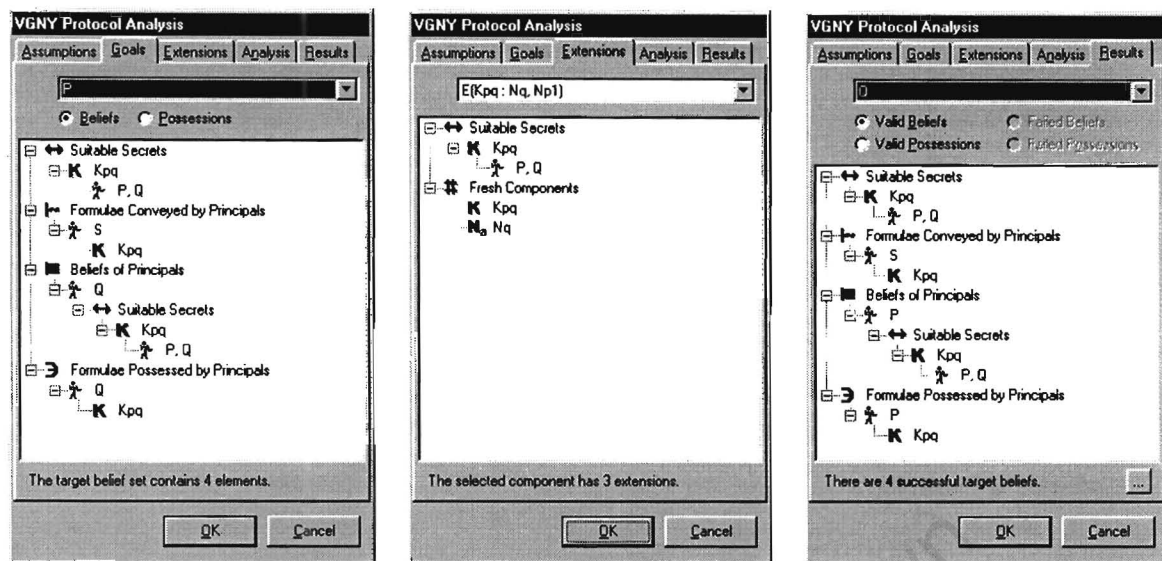 VGNY Protocol Analysis
Assumptions Goals Extensions Analysis Results
P
Beliefs Possessions
Suitable Secrets
K Kpq
P, Q
Formulae Conveyed by Principals
S
K Kpq
Beliefs of Principals
Q
Suitable Secrets
K Kpq
P, Q
Formulae Possessed by Principals
Q
K Kpq
The target belief set contains 4 elements.
OK Cancel
VGNY Protocol Analysis
Assumptions Goals Extensions Analysis Results
E(Kpq : Nq, Np1)
Suitable Secrets
K Kpq
P, Q
# Fresh Components
K Kpq
Na Nq
The selected component has 3 extensions.
OK Cancel
VGNY Protocol Analysis
Assumptions Goals Extensions Analysis Results
Valid Beliefs Failed Beliefs
Valid Possessions Failed Possessions
Suitable Secrets
K Kpq
P, Q
Formulae Conveyed by Principals
S
K Kpq
Beliefs of Principals
P
Suitable Secrets
K Kpq
P, Q
Formulae Possessed by Principals
P
K Kpq
There are 4 successful target beliefs. ...
OK Cancel